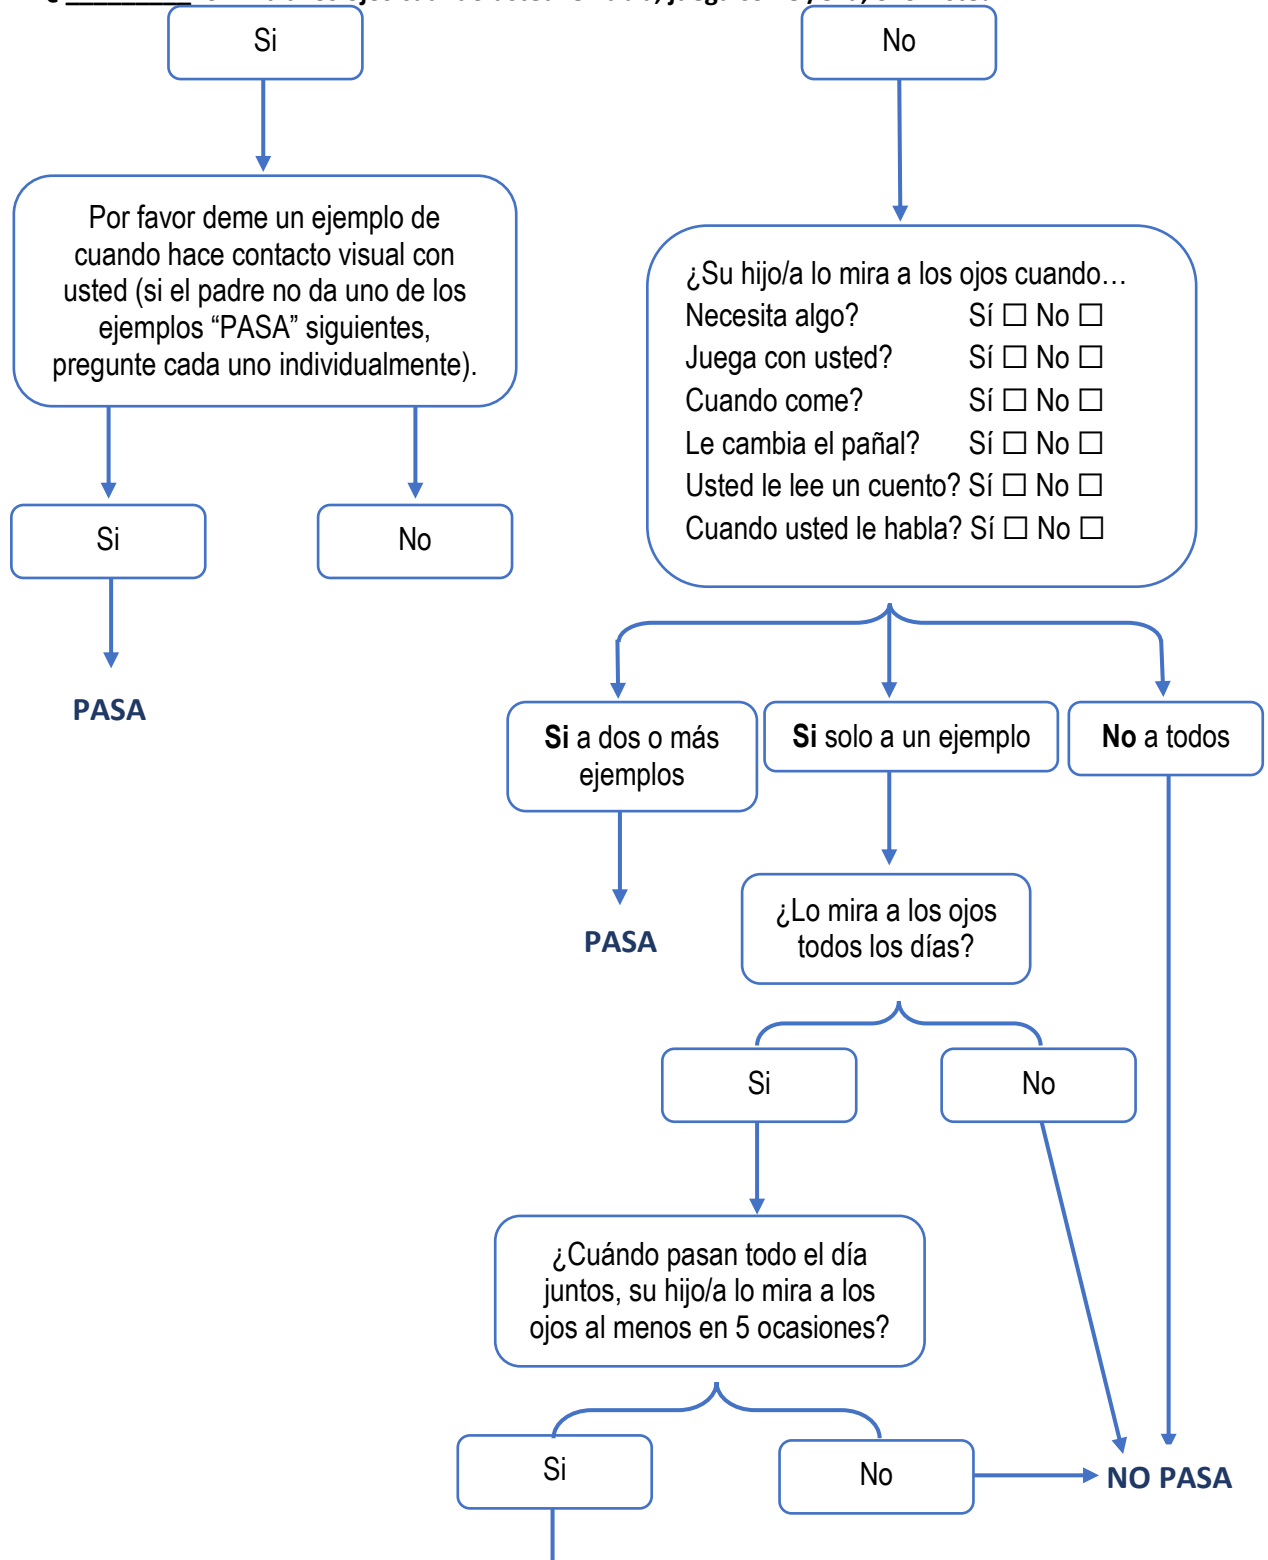 Si
No
Por favor deme un ejemplo de
cuando hace contacto visual con
usted (si el padre no da uno de los
ejemplos “PASA” siguientes,
pregunte cada uno individualmente).
¿Su hijo/a lo mira a los ojos cuando…
Necesita algo? Sí ☐ No ☐
Juega con usted? Sí ☐ No ☐
Cuando come? Sí ☐ No ☐
Le cambia el pañal? Sí ☐ No ☐
Usted le lee un cuento? Sí ☐ No ☐
Cuando usted le habla? Sí ☐ No ☐
Si
No
PASA
Si a dos o más
ejemplos
Si solo a un ejemplo
No a todos
PASA
¿Lo mira a los ojos
todos los días?
Si
No
¿Cuándo pasan todo el día
juntos, su hijo/a lo mira a los
ojos al menos en 5 ocasiones?
Si
No
NO PASA